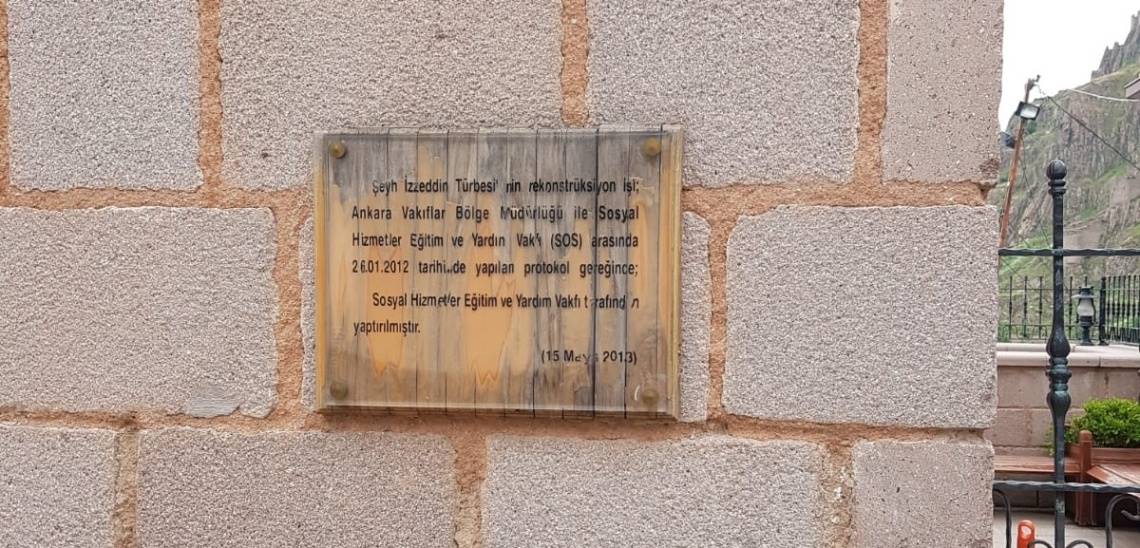 Şeyh İzzeddin Türbesi' nin rekonstrüksiyon işi;
Ankara Vakıflar Bölge Müdürlüğü ile Sosyal
Hizmetler Eğitim ve Yardın Vakfı (SOS) arasında
26.01.2012 tarihinde yapılan protokol gereğince;
Sosyal Hizmetler Eğitim ve Yardım Vakfı tarafından
yaptırılmıştır.
(15 Mayıs 2013)